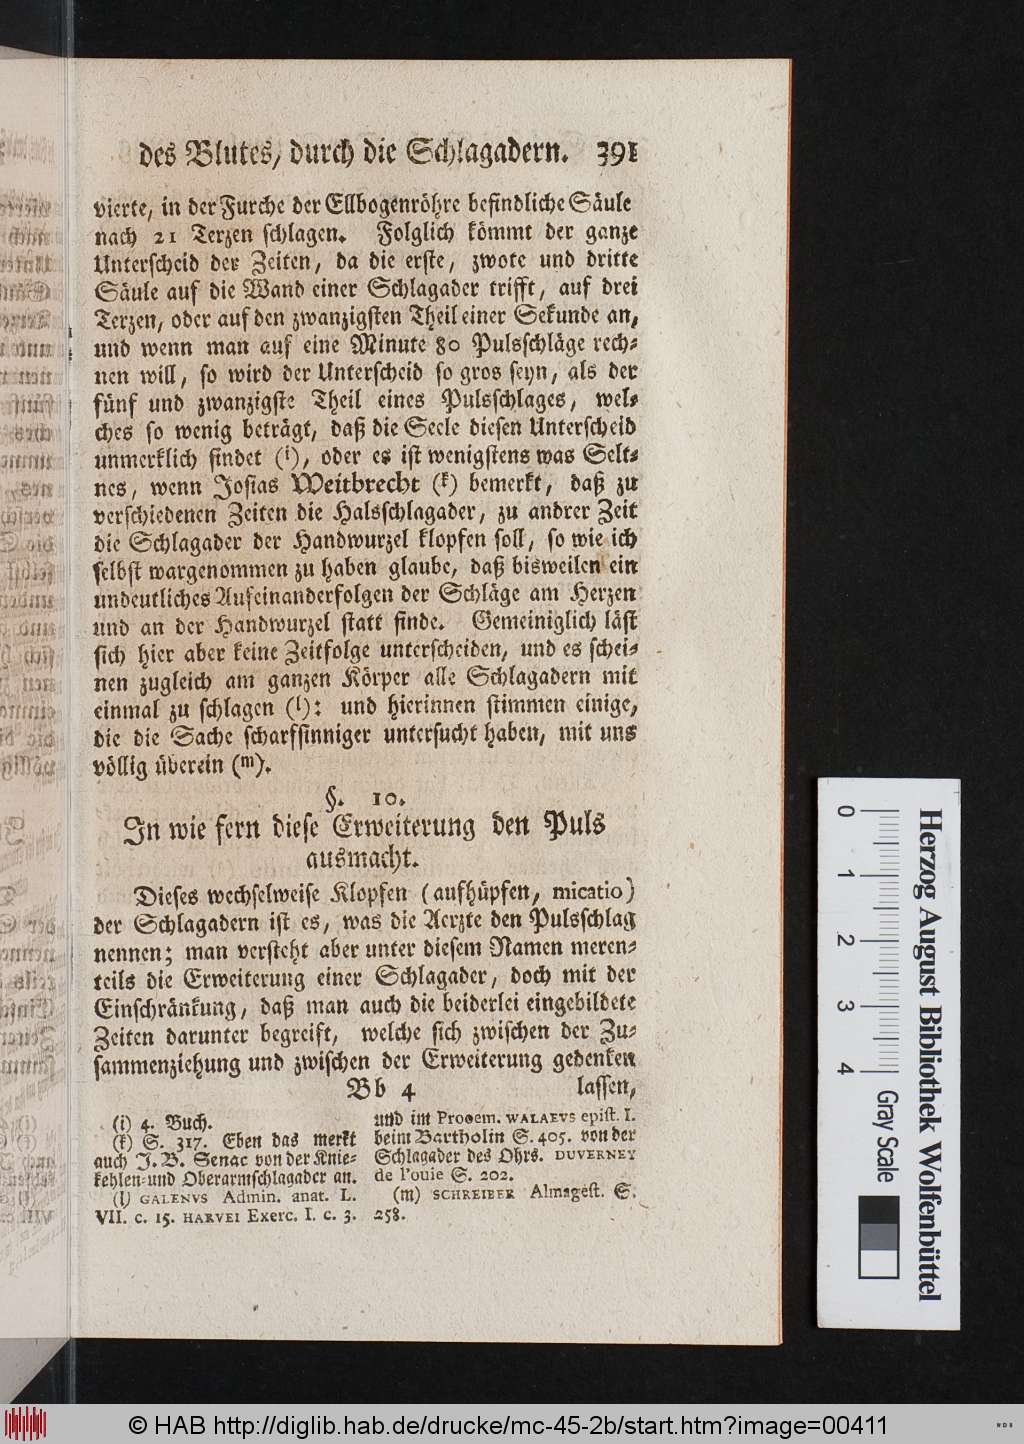 des Blutes, durch die Schlagadern. 391
vierte, in der Furche der Ellbogenröhre befindliche Säule
nach 21 Terzen schlagen. Folglich kömmt der ganze
Unterscheid der Zeiten, da die erste, zwote und dritte
Säule auf die Wand einer Schlagader trifft, auf drei
Terzen, oder auf den zwanzigsten Theil einer Sekunde an,
und wenn man auf eine Minute 80 Pulsschläge rech-
nen will, so wird der Unterscheid so gros seyn, als der
fünf und zwanzigste Theil eines Pulsschlages, wel-
ches so wenig beträgt, daß die Seele diesen Unterscheid
unmerklich findet (i), oder es ist wenigstens was Selt-
nes, wenn Josias Weitbrecht (k) bemerkt, daß zu
verschiedenen Zeiten die Halsschlagader, zu andrer Zeit
die Schlagader der Handwurzel klopfen soll, so wie ich
selbst wargenommen zu haben glaube, daß bisweilen ein
undeutliches Aufeinanderfolgen der Schläge am Herzen
und an der Handwurzel statt finde. Gemeiniglich läst
sich hier aber keine Zeitfolge unterscheiden, und es schei-
nen zugleich am ganzen Körper alle Schlagadern mit
einmal zu schlagen (l): und hierinnen stimmen einige,
die die Sache scharfsinniger untersucht haben, mit uns
völlig überein (m).
§. 10.
In wie fern diese Erweiterung den Puls
ausmacht.
Dieses wechselweise Klopfen (aufhüpfen, micatio)
der Schlagadern ist es, was die Aerzte den Pulsschlag
nennen; man versteht aber unter diesem Namen meren-
teils die Erweiterung einer Schlagader, doch mit der
Einschränkung, daß man auch die beiderlei eingebildete
Zeiten darunter begreift, welche sich zwischen der Zu-
sammenziehung und zwischen der Erweiterung gedenken
Bb 4 lassen,
(i) 4. Buch.
(k) S. 317. Eben das merkt
auch J. B. Senac von der Knie-
kehlen-und Oberarmschlagader an.
(l) GALENVS Admin. anat. L.
VII. c. 15. HARVEI Exerc. I. c. 3.
und im Prooem. WALAEVS epist. I.
beim Bartholin S. 405. von der
Schlagader des Ohrs. DUVERNEY
de l'ouie S. 202.
(m) SCHREIBER Almagest. S.
258.
Herzog August Bibliothek Wolfenbüttel
0 1 2 3 4 Gray Scale
© HAB http://diglib.hab.de/drucke/mc-45-2b/start.htm?image=00411